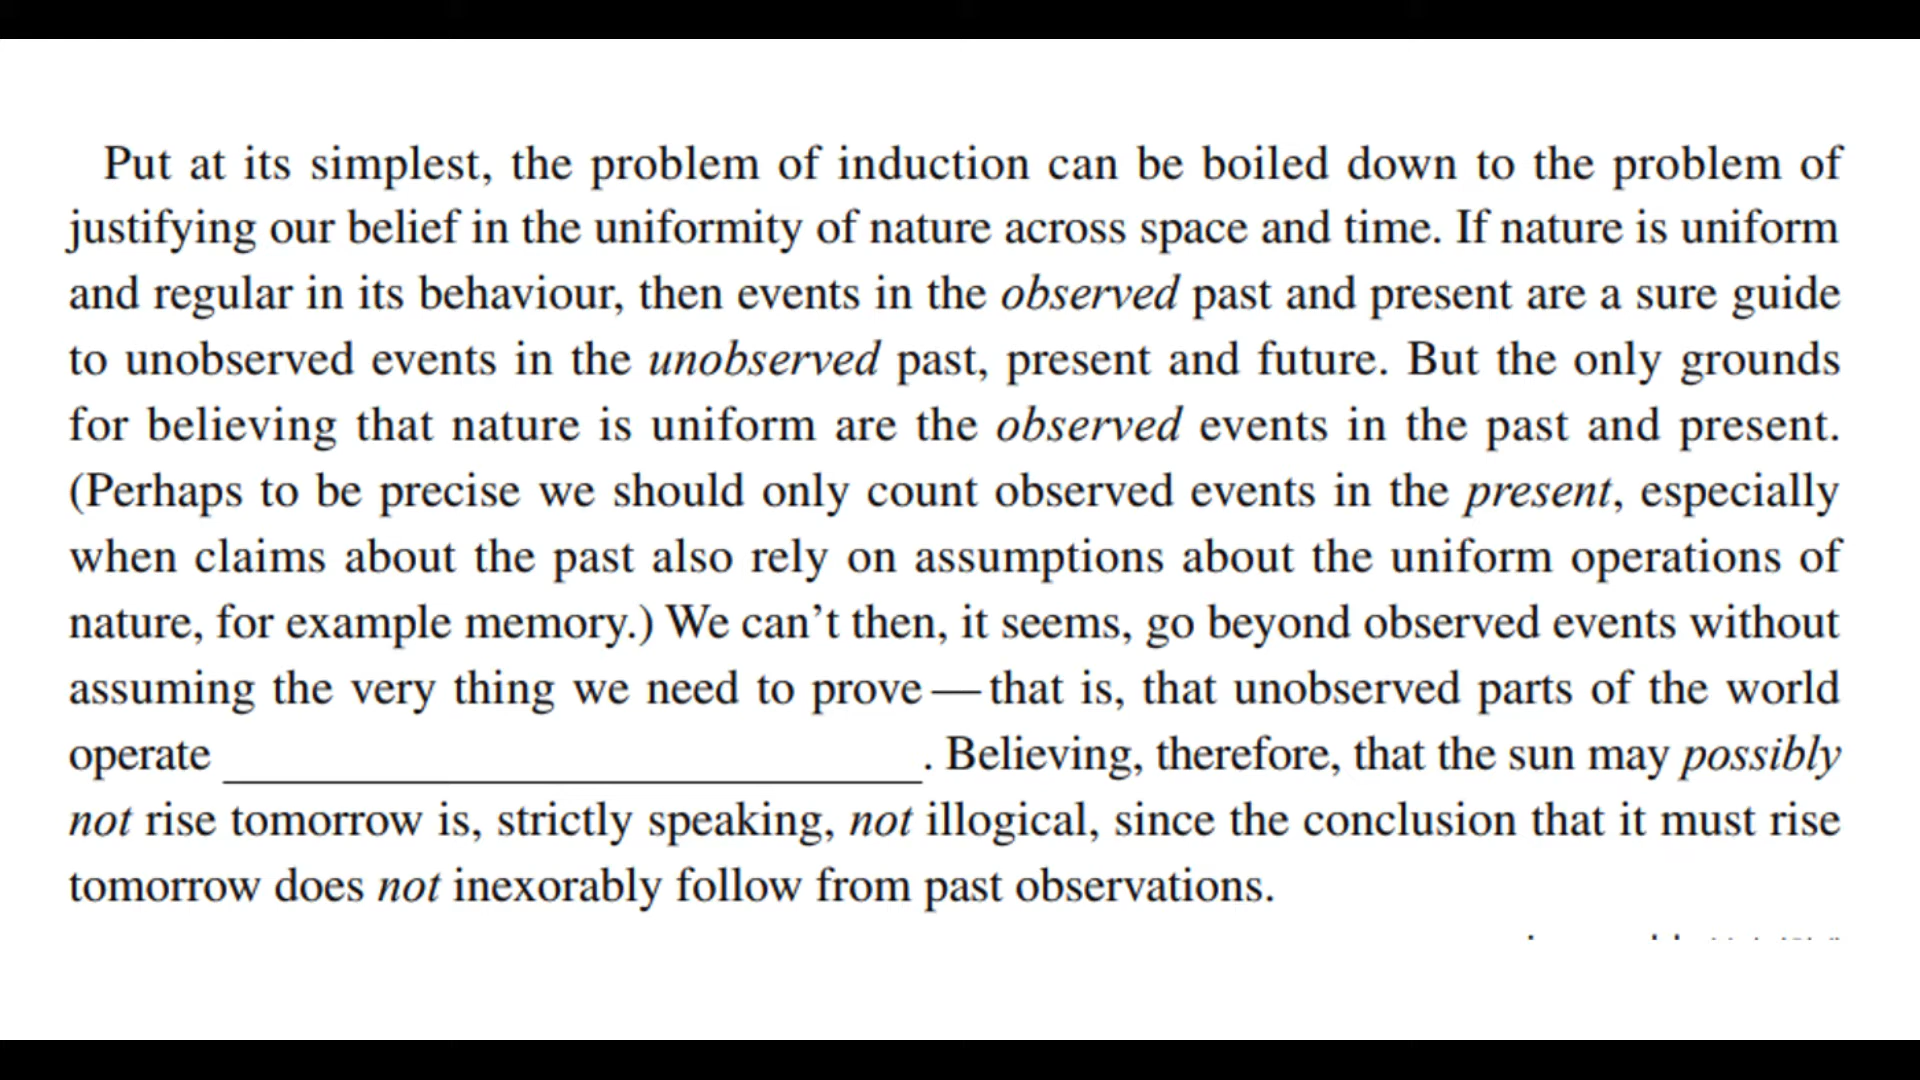 Put at its simplest, the problem of induction can be boiled down to the problem of
justifying our belief in the uniformity of nature across space and time. If nature is uniform
and regular in its behaviour, then events in the observed past and present are a sure guide
to unobserved events in the unobserved past, present and future. But the only grounds
for believing that nature is uniform are the observed events in the past and present.
(Perhaps to be precise we should only count observed events in the present, especially
when claims about the past also rely on assumptions about the uniform operations of
nature, for example memory.) We can’t then, it seems, go beyond observed events without
assuming the very thing we need to prove — that is, that unobserved parts of the world
operate ______________________________. Believing, therefore, that the sun may possibly
not rise tomorrow is, strictly speaking, not illogical, since the conclusion that it must rise
tomorrow does not inexorably follow from past observations.